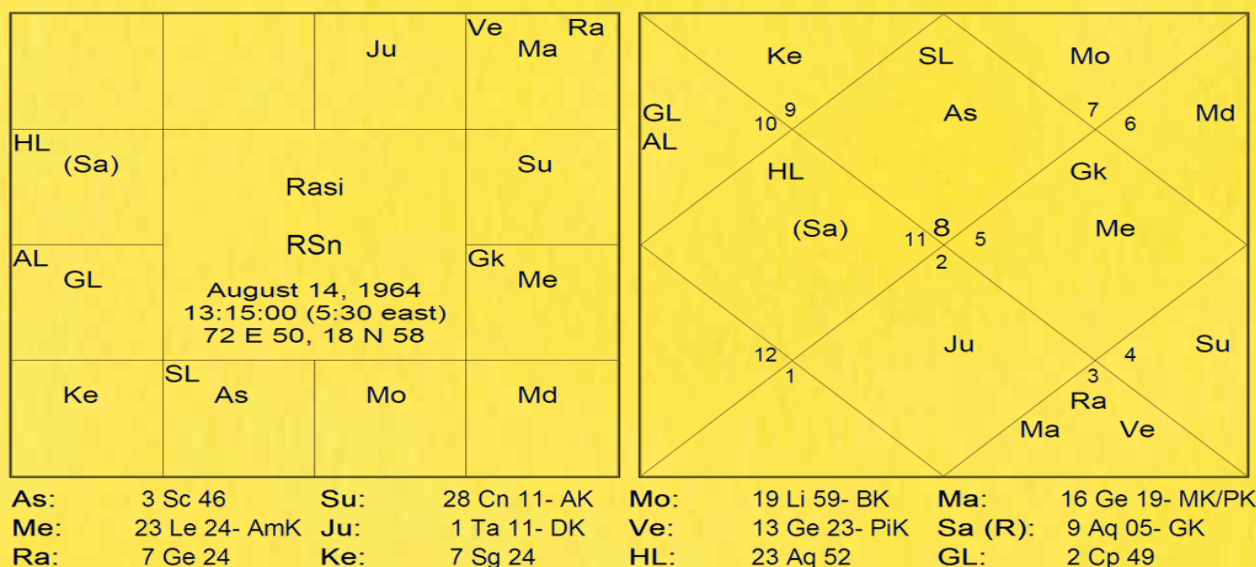 Ju
Ve Ra
Ma
HL
(Sa)
Su
Rasi
RSn
August 14, 1964
13:15:00 (5:30 east)
72 E 50, 18 N 58
AL
GL
Gk
Me
Ke
SL
As
Mo
Md
Ke SL Mo
GL
AL
9
10
As
7
6
Md
HL
(Sa)
Gk
Me
11 8 5
2
Ju
12
1
4
3
Su
Ra
Ma Ve
As: 3 Sc 46 Su: 28 Cn 11- AK Mo: 19 Li 59- BK Ma: 16 Ge 19- MK/PK
Me: 23 Le 24- AmK Ju: 1 Ta 11- DK Ve: 13 Ge 23- PiK Sa (R): 9 Aq 05- GK
Ra: 7 Ge 24 Ke: 7 Sg 24 HL: 23 Aq 52 GL: 2 Cp 49